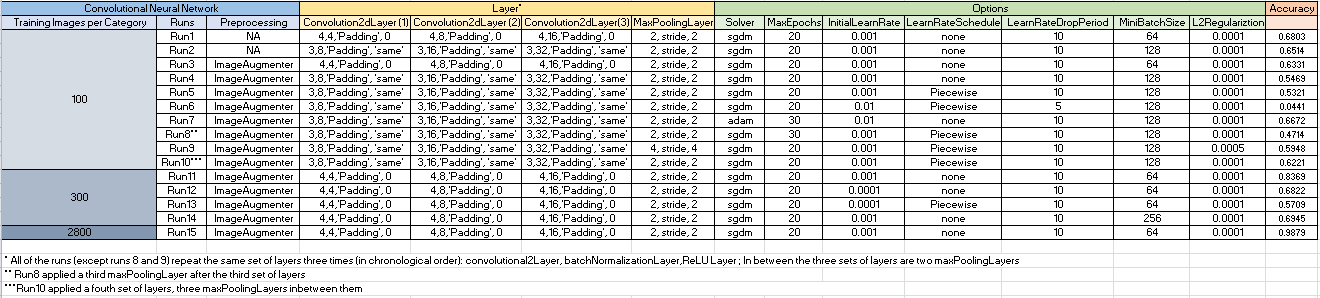 Convolutional Neural Network Layer* Options Accuracy
Training Images per Category Runs Preprocessing Convolution2dLayer (1) Convolution2dLayer (2) Convolution2dLayer(3) MaxPoolingLayer Solver MaxEpochs InitialLearnRate LearnRateSchedule LearnRateDropPeriod MiniBatchSize L2Regulariztion
100 Run1 NA 4,4,'Padding', 0 4,8,'Padding', 0 4,16,'Padding', 0 2, stride, 2 sgdm 20 0.001 none 10 64 0.0001 0.6803
Run2 NA 3,8,'Padding', 'same' 3,16,'Padding', 'same' 3,32,'Padding', 'same' 2, stride, 2 sgdm 20 0.001 none 10 128 0.0001 0.6514
Run3 ImageAugmenter 4,4,'Padding', 0 4,8,'Padding', 0 4,16,'Padding', 0 2, stride, 2 sgdm 20 0.001 none 10 64 0.0001 0.6331
Run4 ImageAugmenter 3,8,'Padding', 'same' 3,16,'Padding', 'same' 3,32,'Padding', 'same' 2, stride, 2 sgdm 20 0.001 none 10 128 0.0001 0.5469
Run5 ImageAugmenter 3,8,'Padding', 'same' 3,16,'Padding', 'same' 3,32,'Padding', 'same' 2, stride, 2 sgdm 20 0.001 Piecewise 10 128 0.0001 0.5321
Run6 ImageAugmenter 3,8,'Padding', 'same' 3,16,'Padding', 'same' 3,32,'Padding', 'same' 2, stride, 2 sgdm 20 0.01 Piecewise 5 128 0.0001 0.0441
Run7 ImageAugmenter 3,8,'Padding', 'same' 3,16,'Padding', 'same' 3,32,'Padding', 'same' 2, stride, 2 adam 30 0.01 none 10 128 0.0001 0.6672
Run8** ImageAugmenter 3,8,'Padding', 'same' 3,16,'Padding', 'same' 3,32,'Padding', 'same' 2, stride, 2 sgdm 30 0.001 Piecewise 10 128 0.0001 0.4714
Run9 ImageAugmenter 3,8,'Padding', 'same' 3,16,'Padding', 'same' 3,32,'Padding', 'same' 4, stride, 4 sgdm 20 0.001 Piecewise 10 128 0.0005 0.5948
Run10*** ImageAugmenter 3,8,'Padding', 'same' 3,16,'Padding', 'same' 3,32,'Padding', 'same' 2, stride, 2 sgdm 20 0.001 Piecewise 10 128 0.0001 0.6221
300 Run11 ImageAugmenter 4,4,'Padding', 0 4,8,'Padding', 0 4,16,'Padding', 0 2, stride, 2 sgdm 20 0.001 none 10 64 0.0001 0.8369
Run12 ImageAugmenter 4,4,'Padding', 0 4,8,'Padding', 0 4,16,'Padding', 0 2, stride, 2 sgdm 20 0.0001 none 10 64 0.0001 0.6822
Run13 ImageAugmenter 4,4,'Padding', 0 4,8,'Padding', 0 4,16,'Padding', 0 2, stride, 2 sgdm 20 0.0001 Piecewise 10 64 0.0001 0.5709
Run14 ImageAugmenter 4,4,'Padding', 0 4,8,'Padding', 0 4,16,'Padding', 0 2, stride, 2 sgdm 20 0.001 none 10 256 0.0001 0.6945
2800 Run15 ImageAugmenter 4,4,'Padding', 0 4,8,'Padding', 0 4,16,'Padding', 0 2, stride, 2 sgdm 20 0.001 none 10 64 0.0001 0.9879
* All of the runs (except runs 8 and 9) repeat the same set of layers three times (in chronological order): convolutional2Layer, batchNormalizationLayer,ReLU Layer ; In between the three sets of layers are two maxPoolingLayers
** Run8 applied a third maxPoolingLayer after the third set of layers
***Run10 applied a fouth set of layers, three maxPoolingLayers inbetween them